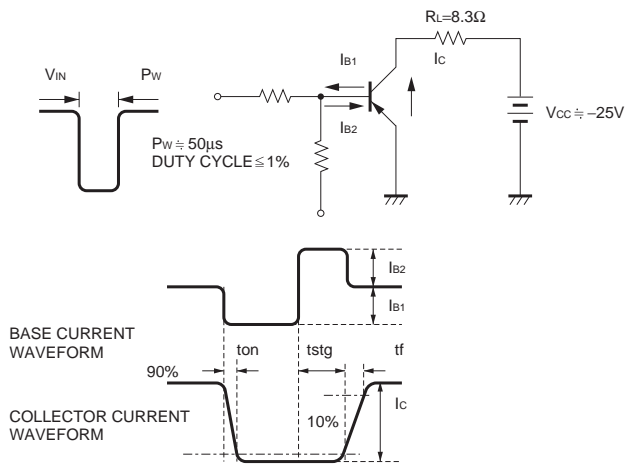 RL=8.3Ω
VIN
PW
IB1
IC
IB2
VCC≒–25V
PW≒50µs
DUTY CYCLE≦1%
IB2
IB1
BASE CURRENT
WAVEFORM
ton
tstg
tf
90%
COLLECTOR CURRENT
WAVEFORM
10%
IC